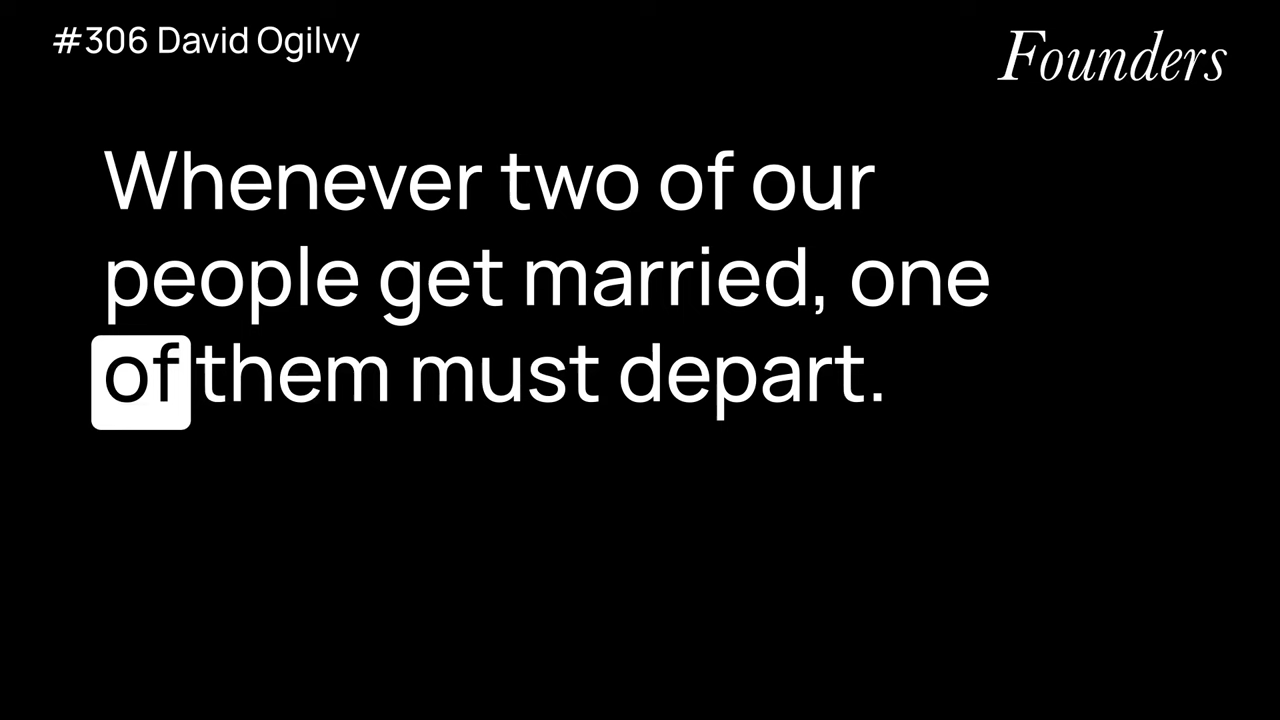 #306 David Ogilvy
Founders
Whenever two of our
people get married, one
of them must depart.